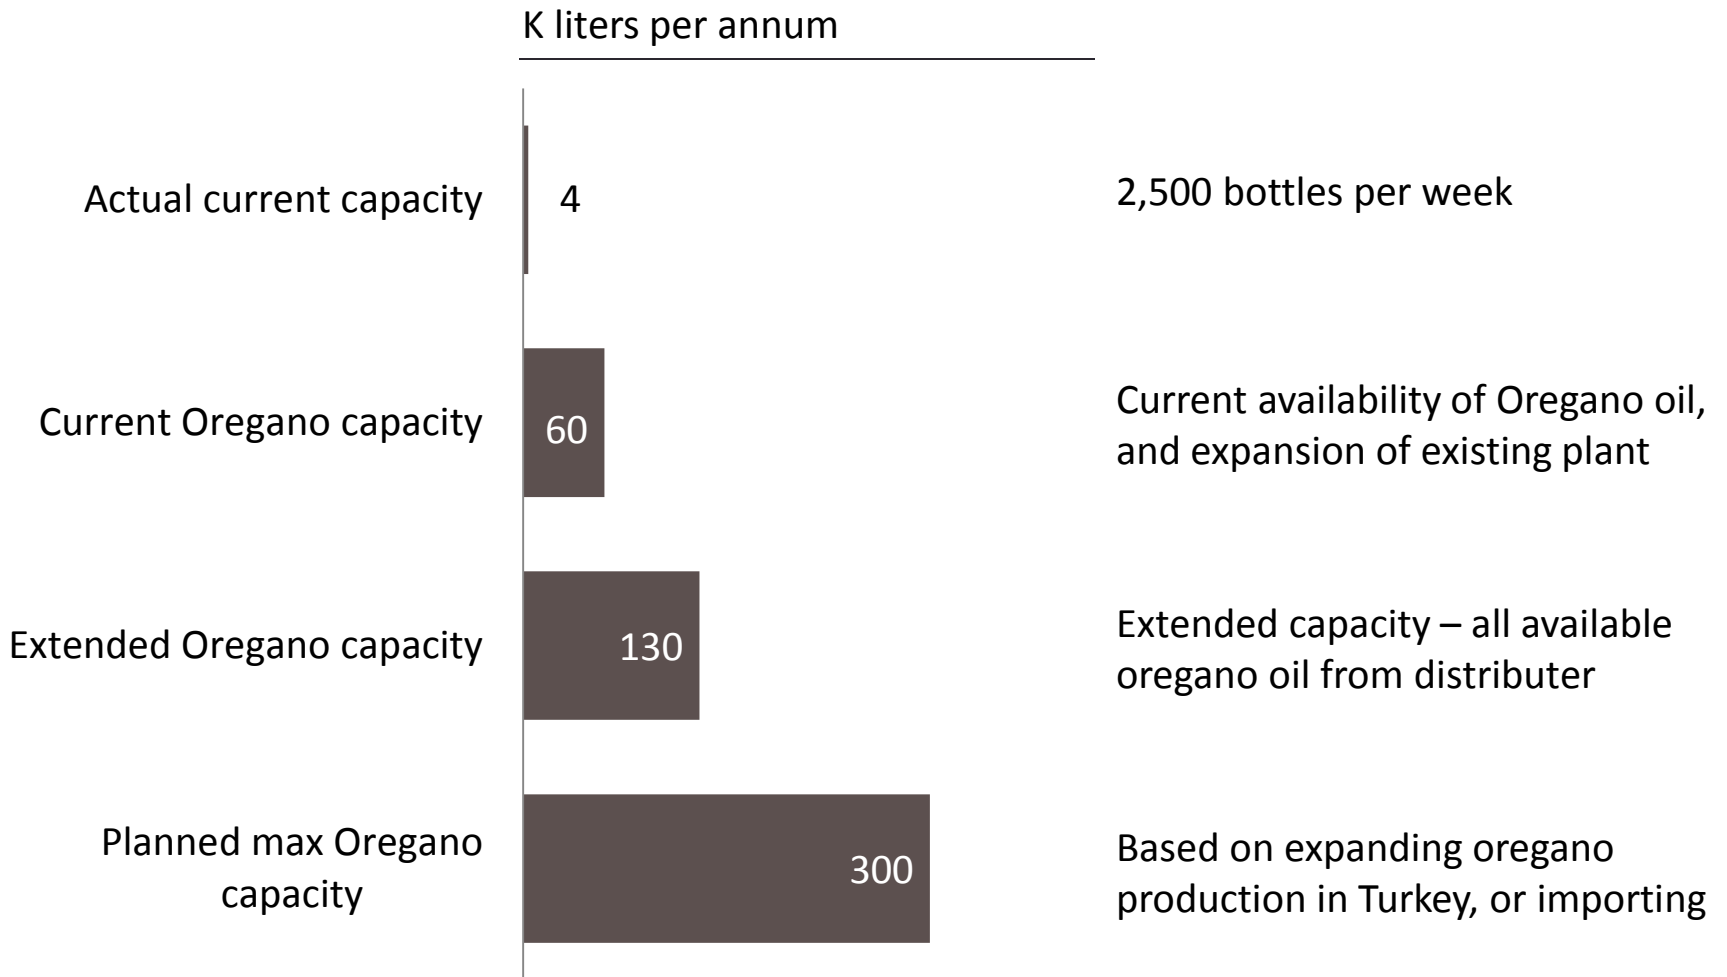 K liters per annum
Actual current capacity
4
2,500 bottles per week
Current Oregano capacity
60
Current availability of Oregano oil,
and expansion of existing plant
Extended Oregano capacity
130
Extended capacity – all available
oregano oil from distributer
Planned max Oregano
capacity
300
Based on expanding oregano
production in Turkey, or importing